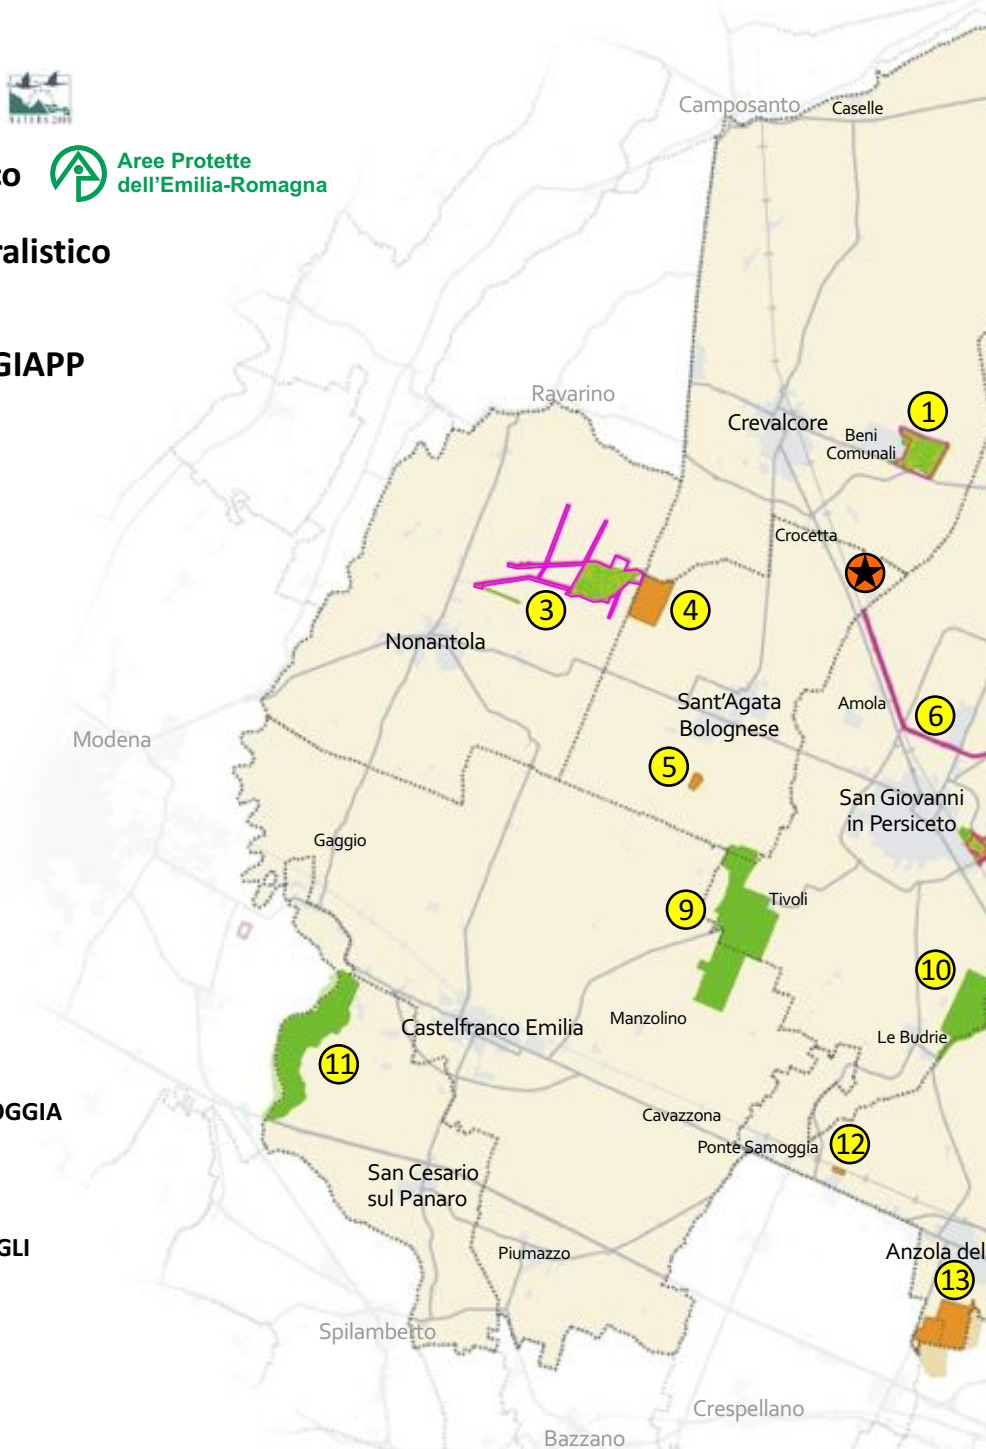 Camposanto
Caselle
co
Aree Protette
dell'Emilia-Romagna
ralistico
GIAPP
Ravarino
Crevalcore
1
Beni
Comunali
Crocetta
3
4
Nonantola
Sant'Agata
Bolognese
Amola
6
Modena
5
San Giovanni
in Persiceto
Gaggio
9
Tivoli
10
Castelfranco Emilia
Manzolino
Le Budrie
11
OGGIA
Cavazzona
Ponte Samoggia
12
San Cesario
sul Panaro
GLI
Piumazzo
Anzola del
13
Spilamberto
Crespellano
Bazzano